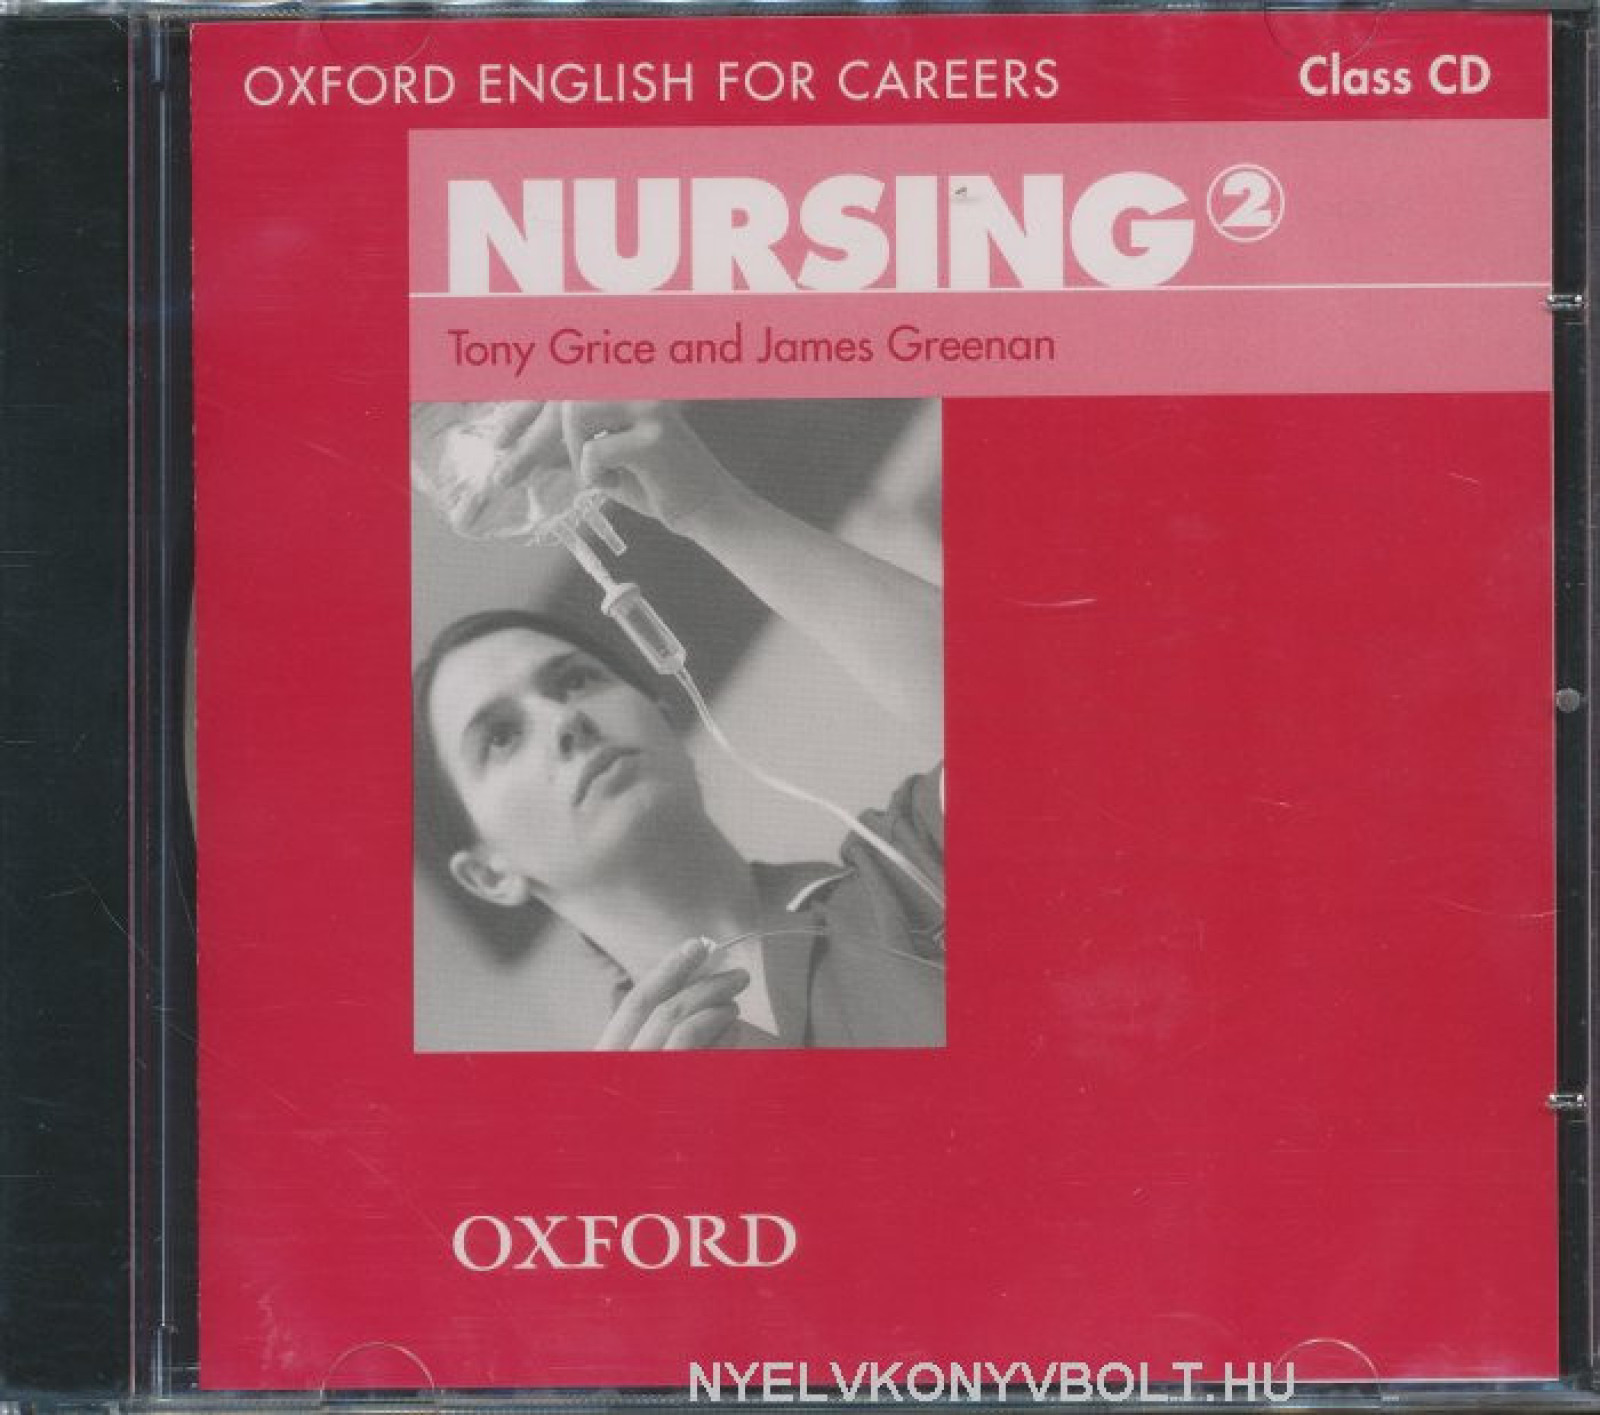 OXFORD ENGLISH FOR CAREERS
Class CD
NURSING 2
Tony Grice and James Greenan
OXFORD
NYELVKONYVBOLT.HU